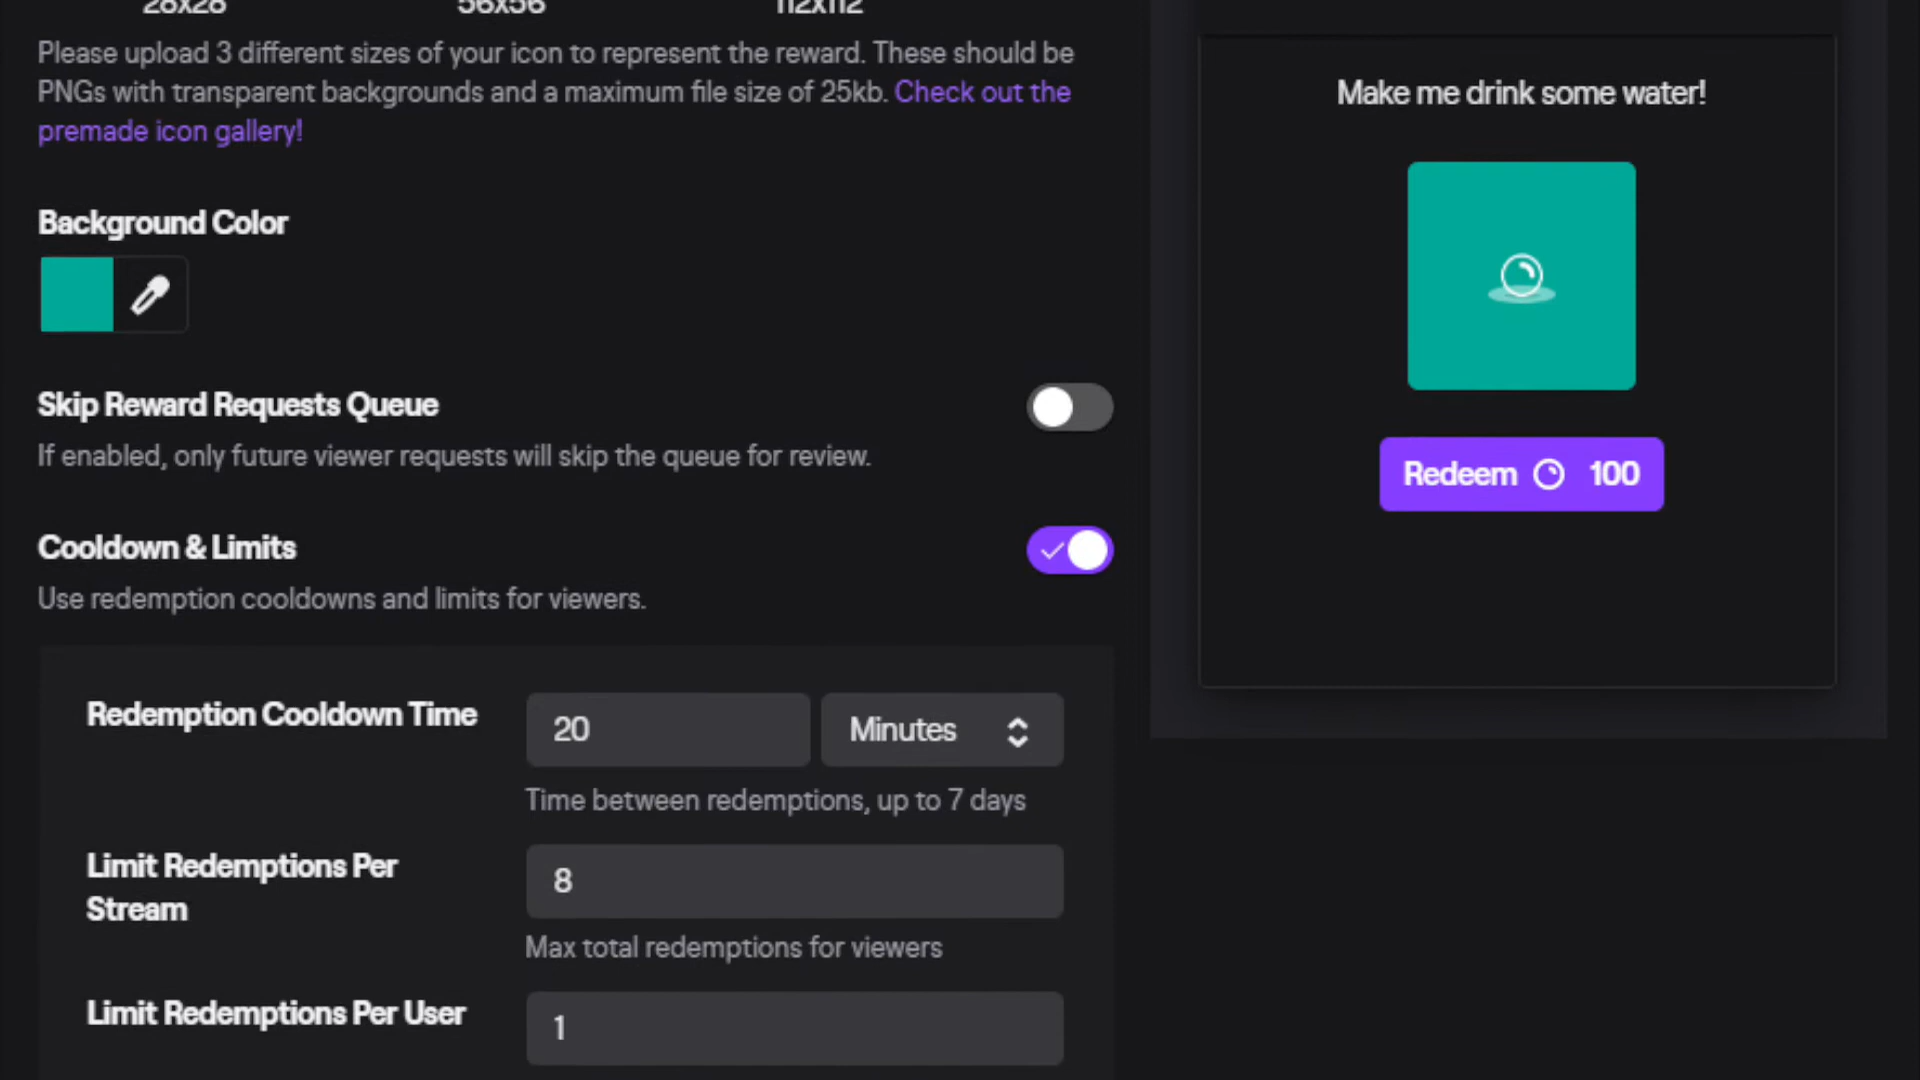 28x28
56x56
112x112
Please upload 3 different sizes of your icon to represent the reward. These should be
PNGs with transparent backgrounds and a maximum file size of 25kb. Check out the
premade icon gallery!
Background Color
Skip Reward Requests Queue
If enabled, only future viewer requests will skip the queue for review.
Cooldown & Limits
Use redemption cooldowns and limits for viewers.
Redemption Cooldown Time
20
Minutes
Time between redemptions, up to 7 days
Limit Redemptions Per
Stream
8
Max total redemptions for viewers
Limit Redemptions Per User
1
Make me drink some water!
Redeem 100